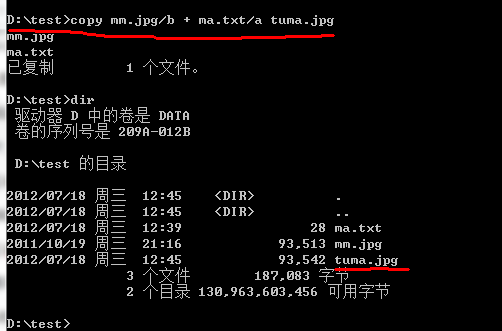 D:\test>copy mm.jpg/b + ma.txt/a tuma.jpg
mm.jpg
ma.txt
已复制         1 个文件。
D:\test>dir
驱动器 D 中的卷是 DATA
卷的序列号是 209A-012B
D:\test 的目录
2012/07/18 周三  12:45    <DIR>          .
2012/07/18 周三  12:45    <DIR>          ..
2012/07/18 周三  12:39                28 ma.txt
2011/10/19 周三  21:16            93,513 mm.jpg
2012/07/18 周三  12:45            93,542 tuma.jpg
3 个文件        187,083 字节
2 个目录 130,963,603,456 可用字节
D:\test>